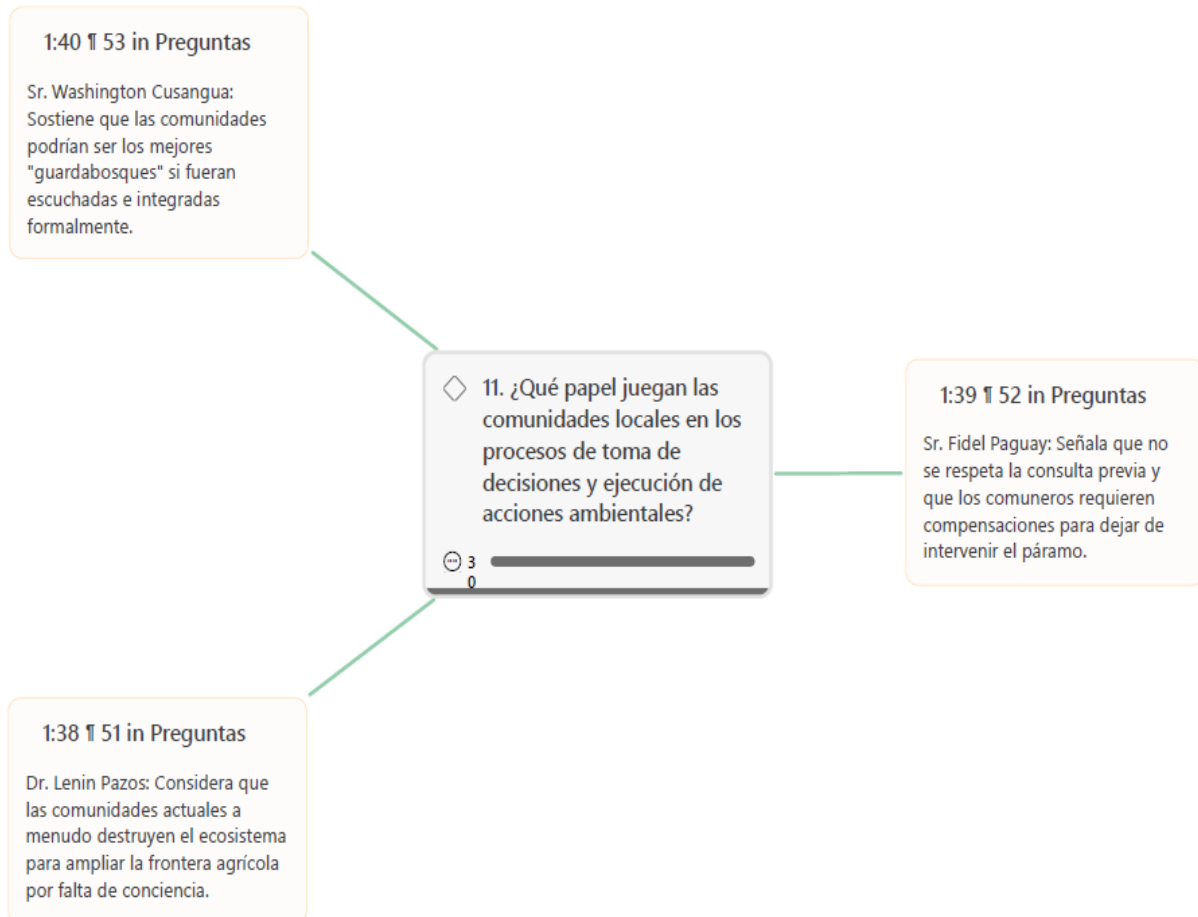 1:40 ¶ 53 in Preguntas
Sr. Washington Cusangua:
Sostiene que las comunidades
podrían ser los mejores
"guardabosques" si fueran
escuchadas e integradas
formalmente.
11. ¿Qué papel juegan las
comunidades locales en los
procesos de toma de
decisiones y ejecución de
acciones ambientales?
3
0
1:39 ¶ 52 in Preguntas
Sr. Fidel Paguay: Señala que no
se respeta la consulta previa y
que los comuneros requieren
compensaciones para dejar de
intervenir el páramo.
1:38 ¶ 51 in Preguntas
Dr. Lenin Pazos: Considera que
las comunidades actuales a
menudo destruyen el ecosistema
para ampliar la frontera agrícola
por falta de conciencia.